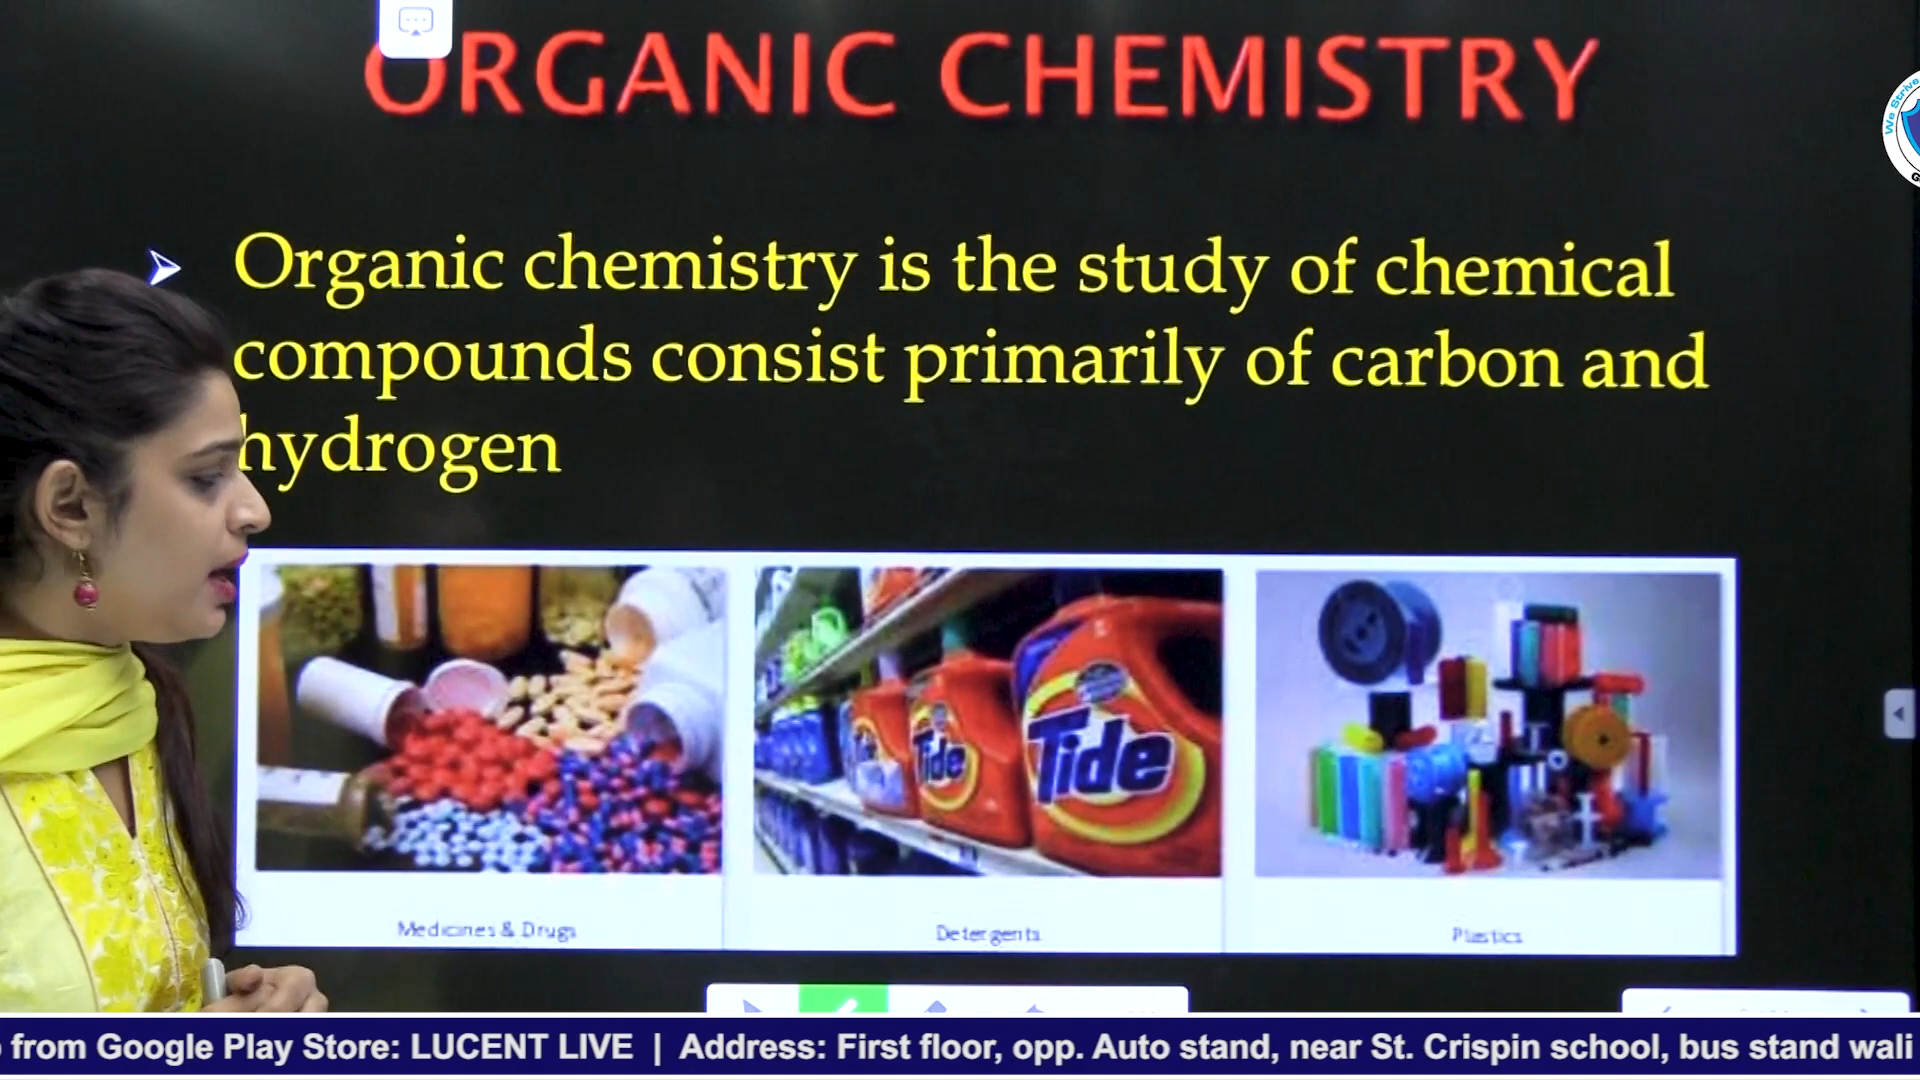 ORGANIC CHEMISTRY
We Strive
Organic chemistry is the study of chemical
compounds consist primarily of carbon and
hydrogen
Tide
Tide
Medicines & Drugs
Detergents
Plastics
from Google Play Store: LUCENT LIVE | Address: First floor, opp. Auto stand, near St. Crispin school, bus stand wali